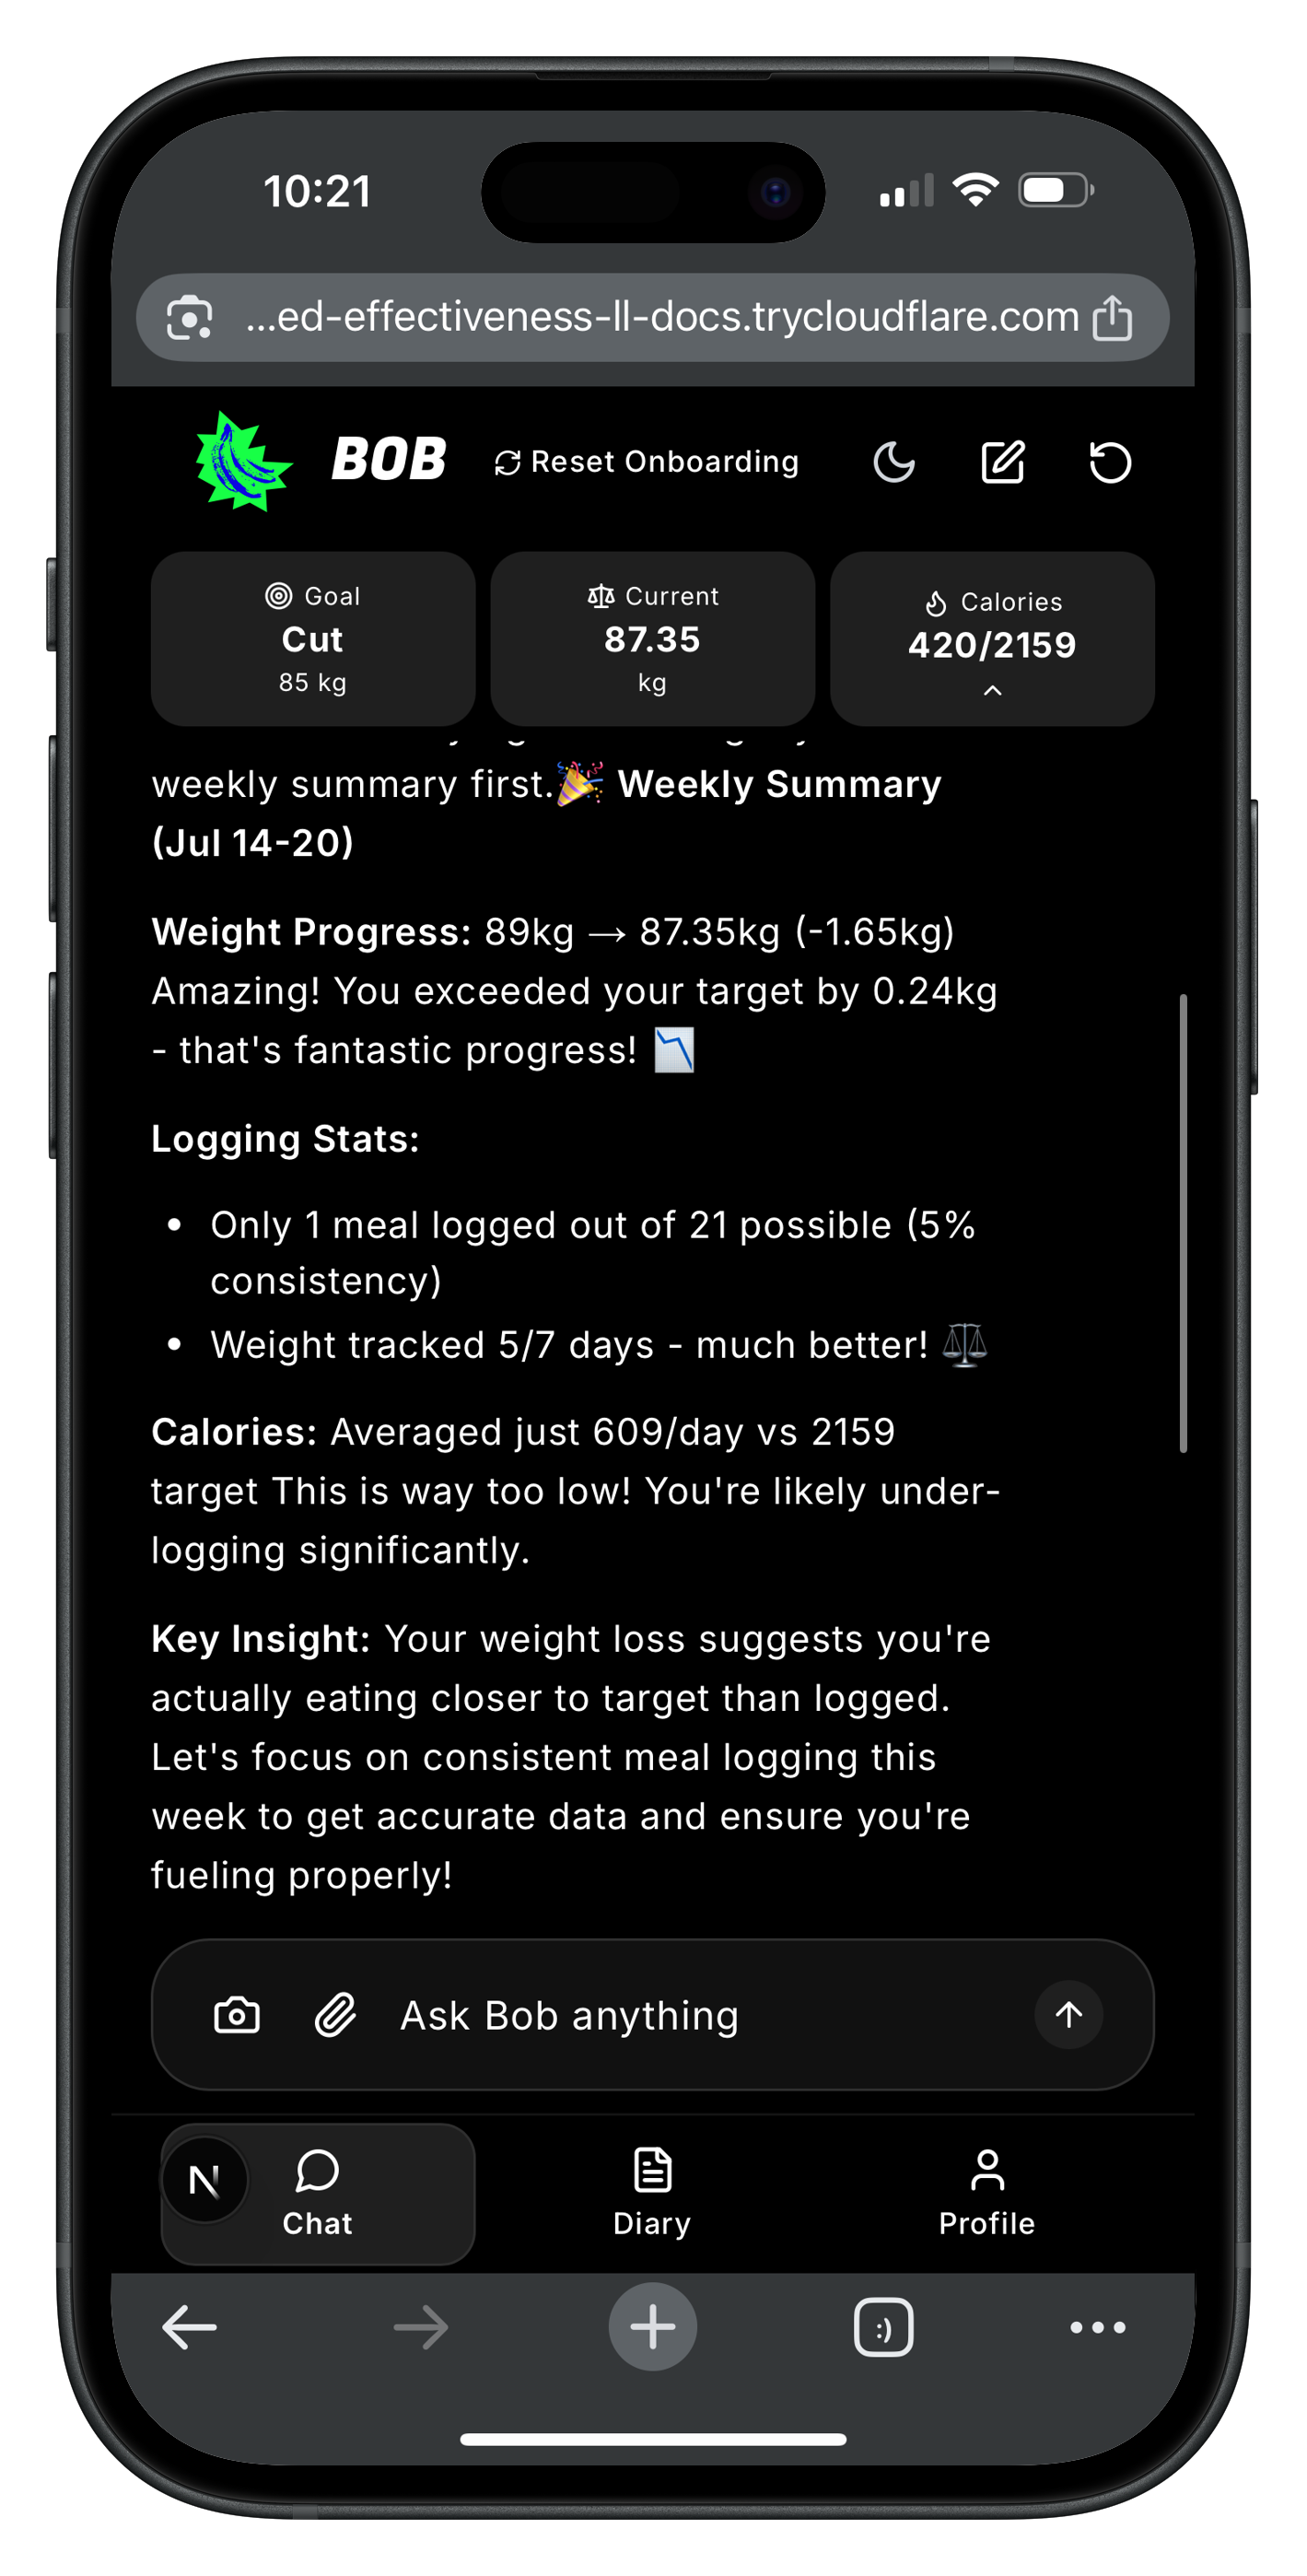 10:21
...ed-effectiveness-ll-docs.trycloudflare.com
BOB
Reset Onboarding
Goal
Cut
85 kg
Current
87.35
kg
Calories
420/2159
weekly summary first.🎉 Weekly Summary
(Jul 14-20)
Weight Progress: 89kg → 87.35kg (-1.65kg)
Amazing! You exceeded your target by 0.24kg
- that's fantastic progress! 📉
Logging Stats:
• Only 1 meal logged out of 21 possible (5%
consistency)
• Weight tracked 5/7 days - much better! ⚖️
Calories: Averaged just 609/day vs 2159
target This is way too low! You're likely under-
logging significantly.
Key Insight: Your weight loss suggests you're
actually eating closer to target than logged.
Let's focus on consistent meal logging this
week to get accurate data and ensure you're
fueling properly!
Ask Bob anything
N
Chat
Diary
Profile
:)